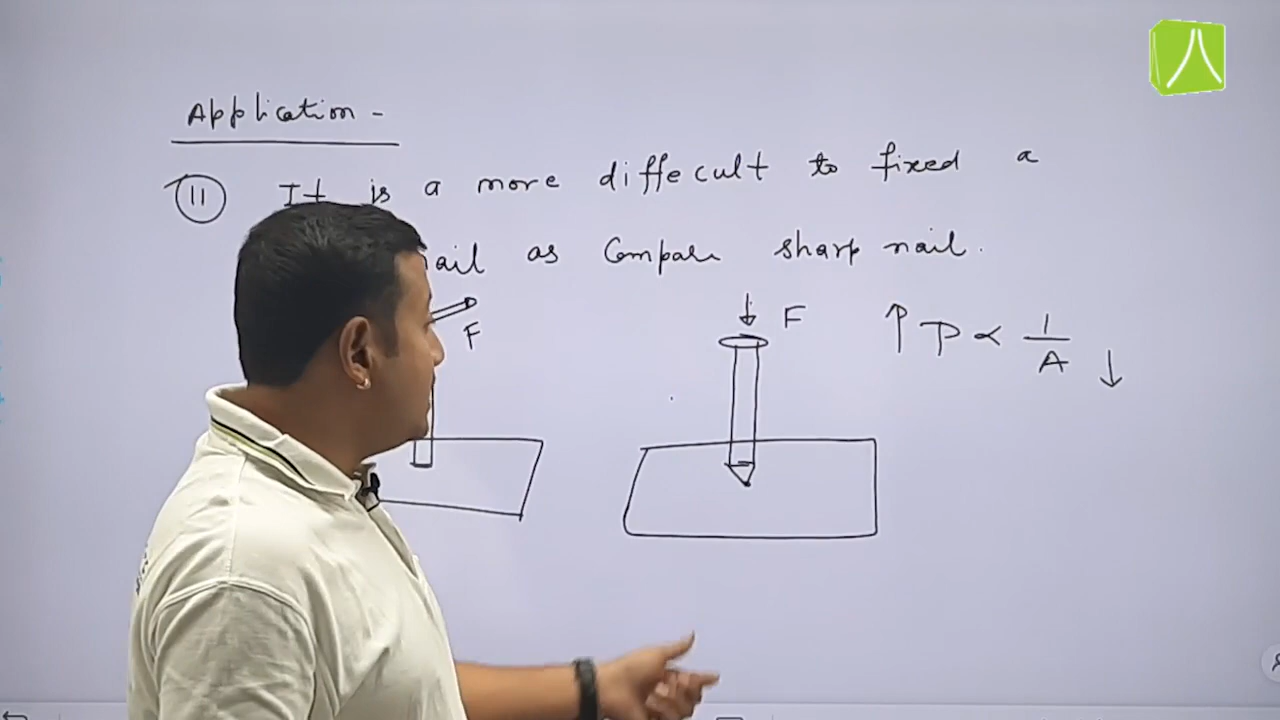 Application -
11 It is a more diffecult to fixed a
ail as Compare sharp nail.
F
F
↑ P ∝ 1/A ↓